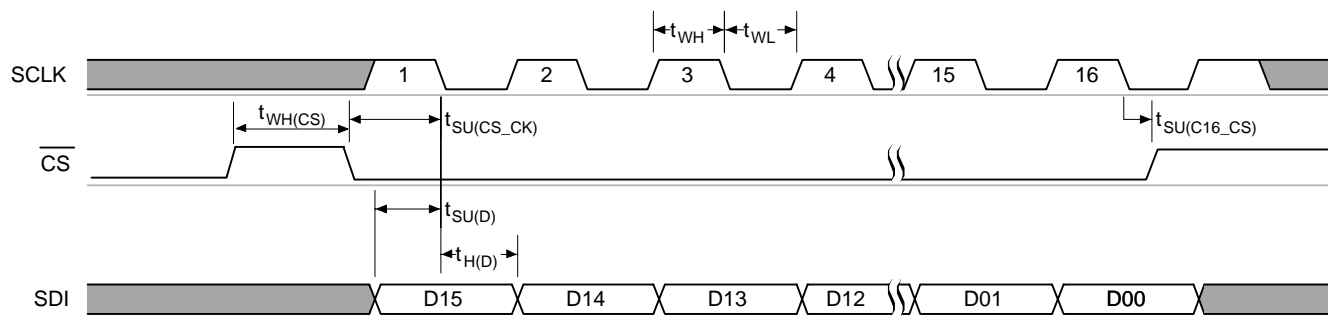 tWH tWL
SCLK 1 2 3 4 15 16
tWH(CS) tSU(CS_CK) tSU(C16_CS)
CS
tSU(D)
tH(D)
SDI D15 D14 D13 D12 D01 D00